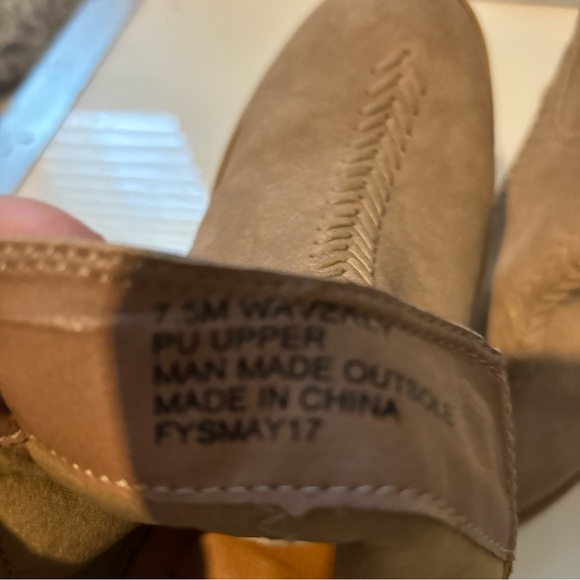 7.5M WAVERLY
PU UPPER
MAN MADE OUTSOLE
MADE IN CHINA
FYSMAY17